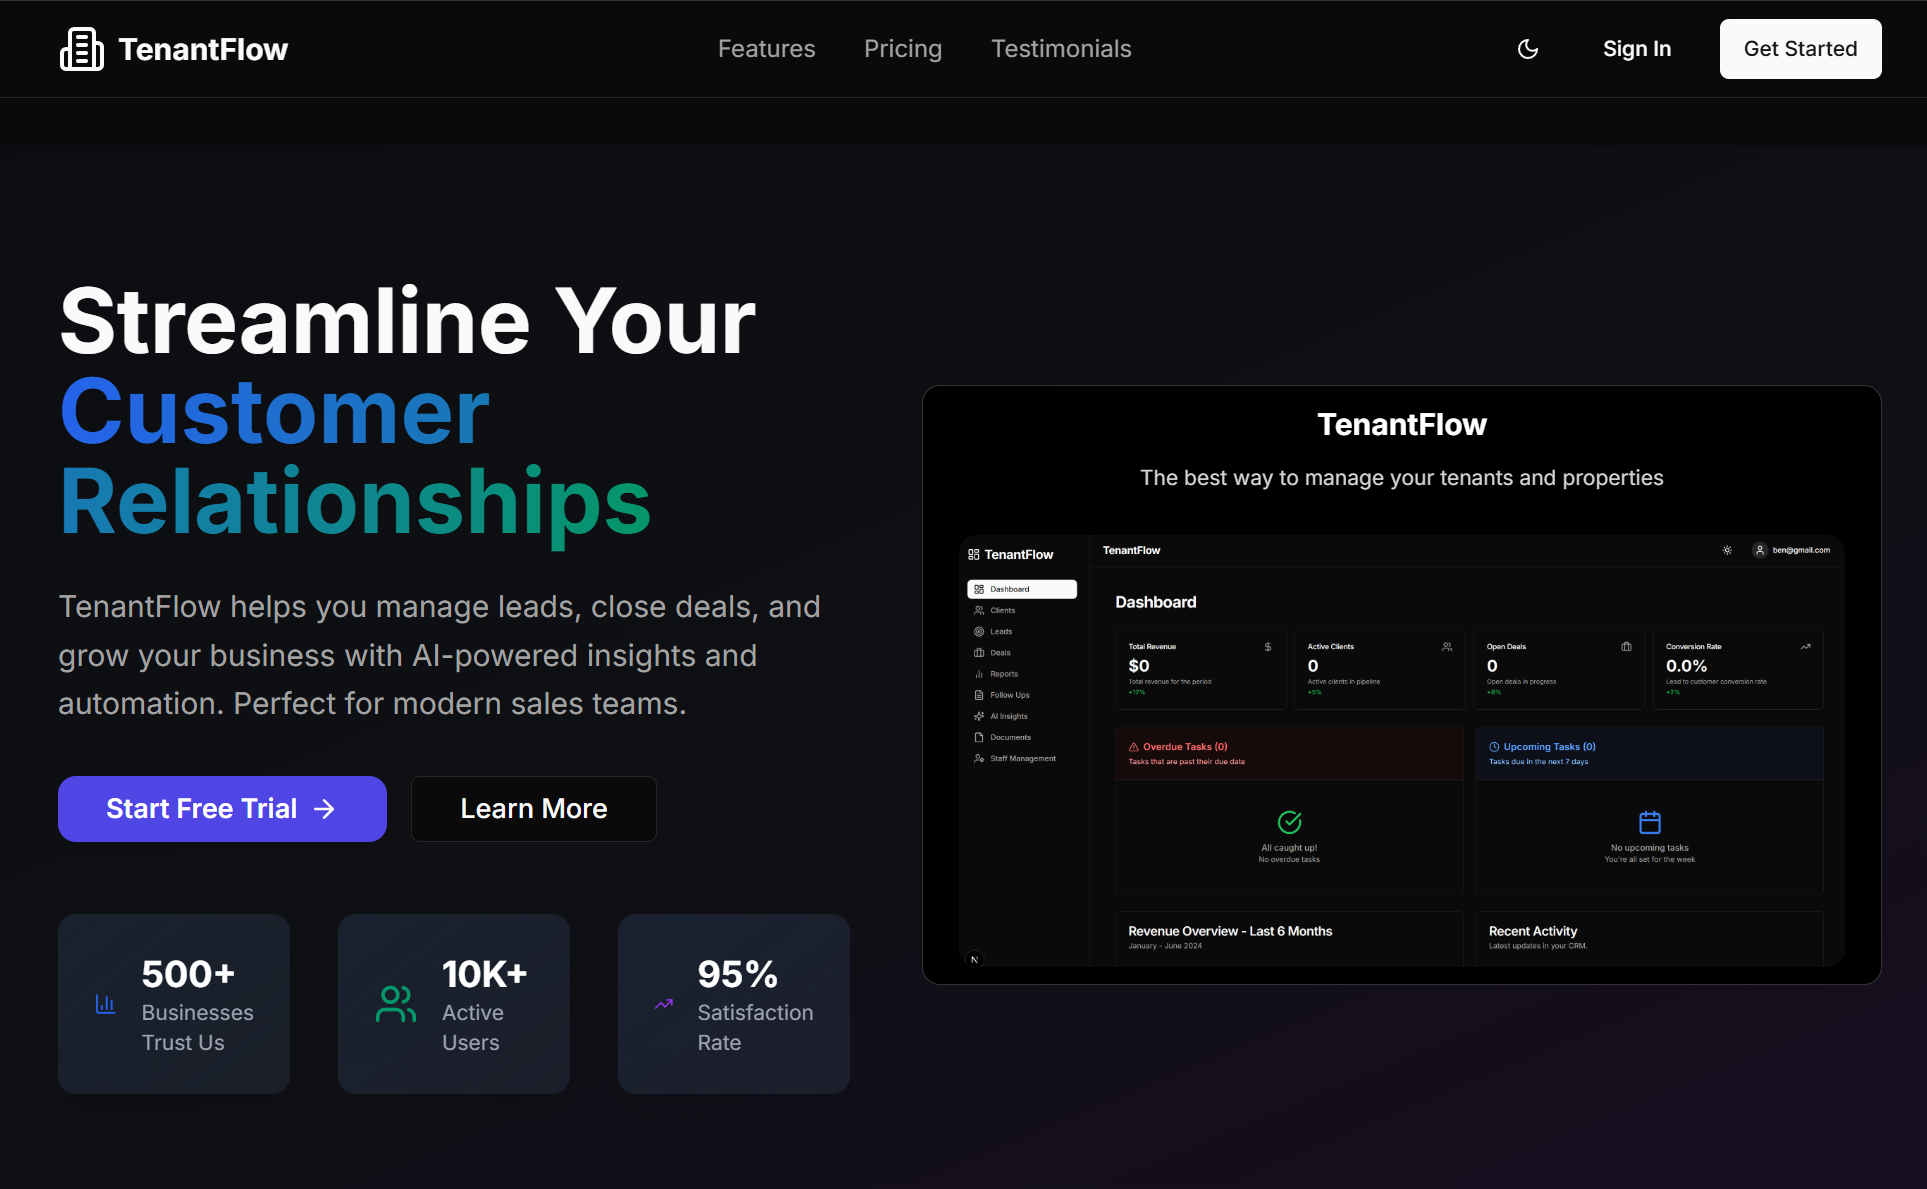 TenantFlow
Features
Pricing
Testimonials
Sign In
Get Started
Streamline Your
Customer
Relationships
TenantFlow helps you manage leads, close deals, and
grow your business with AI-powered insights and
automation. Perfect for modern sales teams.
Start Free Trial →
Learn More
500+
Businesses
Trust Us
10K+
Active
Users
95%
Satisfaction
Rate
TenantFlow
The best way to manage your tenants and properties
TenantFlow
Dashboard
Clients
Leads
Deals
Reports
Follow Ups
AI Insights
Documents
Staff Management
N
TenantFlow
ben@gmail.com
Dashboard
Total Revenue
$
$0
Total revenue for the period
+12%
Active Clients
0
Active clients in pipeline
+5%
Open Deals
0
Open deals in progress
+8%
Conversion Rate
0.0%
Lead to customer conversion rate
+2%
Overdue Tasks (0)
Tasks that are past their due date
All caught up!
No overdue tasks
Upcoming Tasks (0)
Tasks due in the next 7 days
No upcoming tasks
You're all set for the week
Revenue Overview - Last 6 Months
January - June 2024
Recent Activity
Latest updates in your CRM.